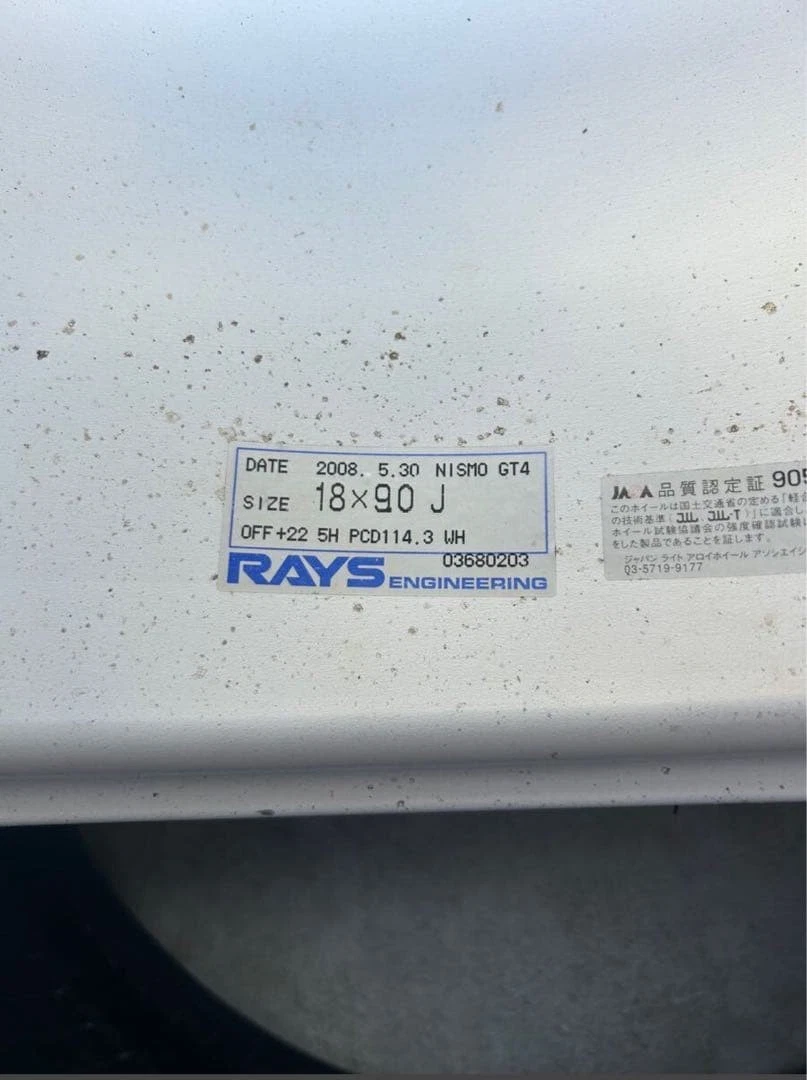 DATE 2008. 5.30 NISMO GT4
SIZE 18×9.0 J
OFF+22 5H PCD114.3 WH
03680203
RAYS ENGINEERING
JAWA 品質認定証 905
このホイールは国土交通省の定める「軽合
の技術基準（JWL, JWL-T）」に適合し
ホイール試験協議会の強度確認試験
をした製品であることを証します。
ジャパン ライト アロイホイール アソシエイシ
03-5719-9177